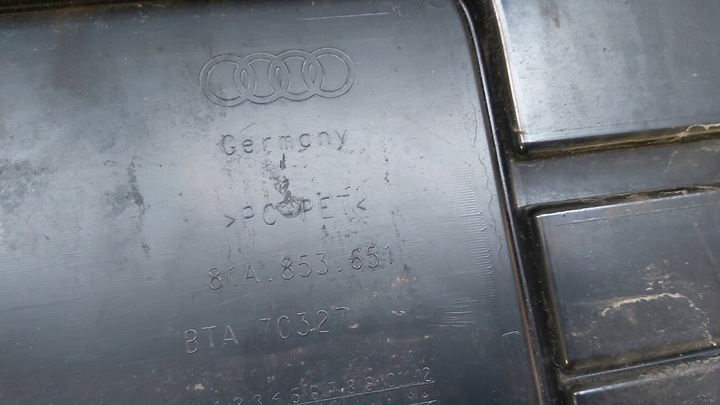 Germany
>PC-PET<
81A.853.651
BTA 70327